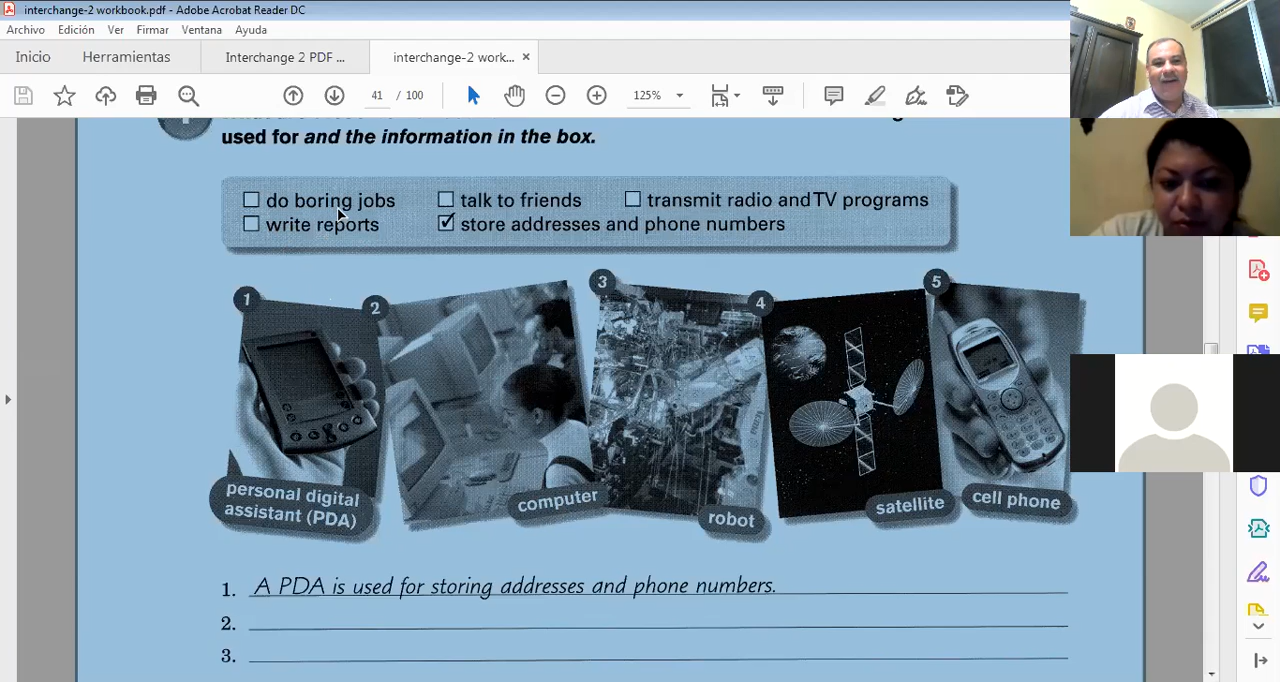 interchange-2 workbook.pdf - Adobe Acrobat Reader DC
Archivo Edición Ver Firmar Ventana Ayuda
Inicio Herramientas Interchange 2 PDF ... interchange-2 work... ×
41 / 100 125%
used for and the information in the box.
do boring jobs talk to friends transmit radio and TV programs
write reports store addresses and phone numbers
1 2 3 4 5
personal digital
assistant (PDA)
computer
robot
satellite
cell phone
1. A PDA is used for storing addresses and phone numbers.
2.
3.